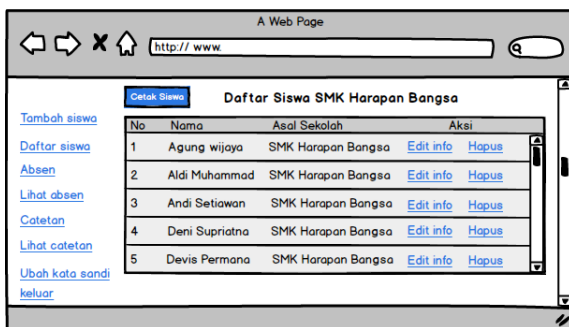 A Web Page
http:// www.
Cetak Siswa
Daftar Siswa SMK Harapan Bangsa
Tambah siswa
Daftar siswa
Absen
Lihat absen
Catetan
Lihat catetan
Ubah kata sandi
keluar
No Nama Asal Sekolah Aksi
1 Agung wijaya SMK Harapan Bangsa Edit info Hapus
2 Aldi Muhammad SMK Harapan Bangsa Edit info Hapus
3 Andi Setiawan SMK Harapan Bangsa Edit info Hapus
4 Deni Supriatna SMK Harapan Bangsa Edit info Hapus
5 Devis Permana SMK Harapan Bangsa Edit info Hapus